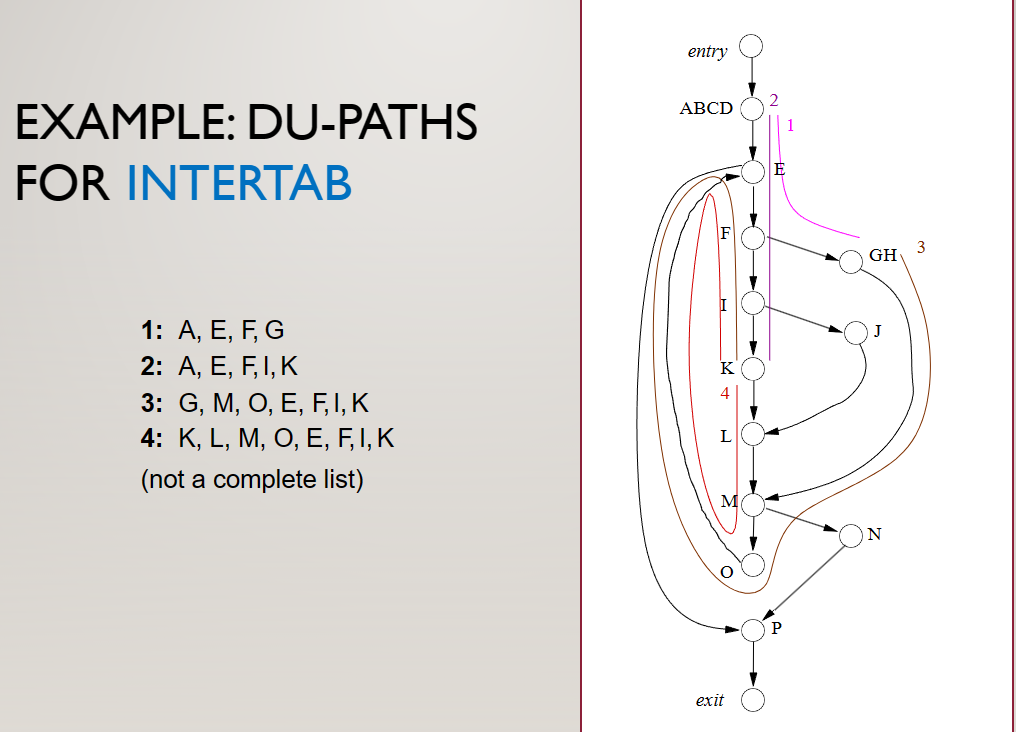 EXAMPLE: DU-PATHS
FOR INTERTAB
1: A, E, F, G
2: A, E, F, I, K
3: G, M, O, E, F, I, K
4: K, L, M, O, E, F, I, K
(not a complete list)
entry
ABCD
2
1
E
F
GH
3
I
J
K
4
L
M
N
O
P
exit